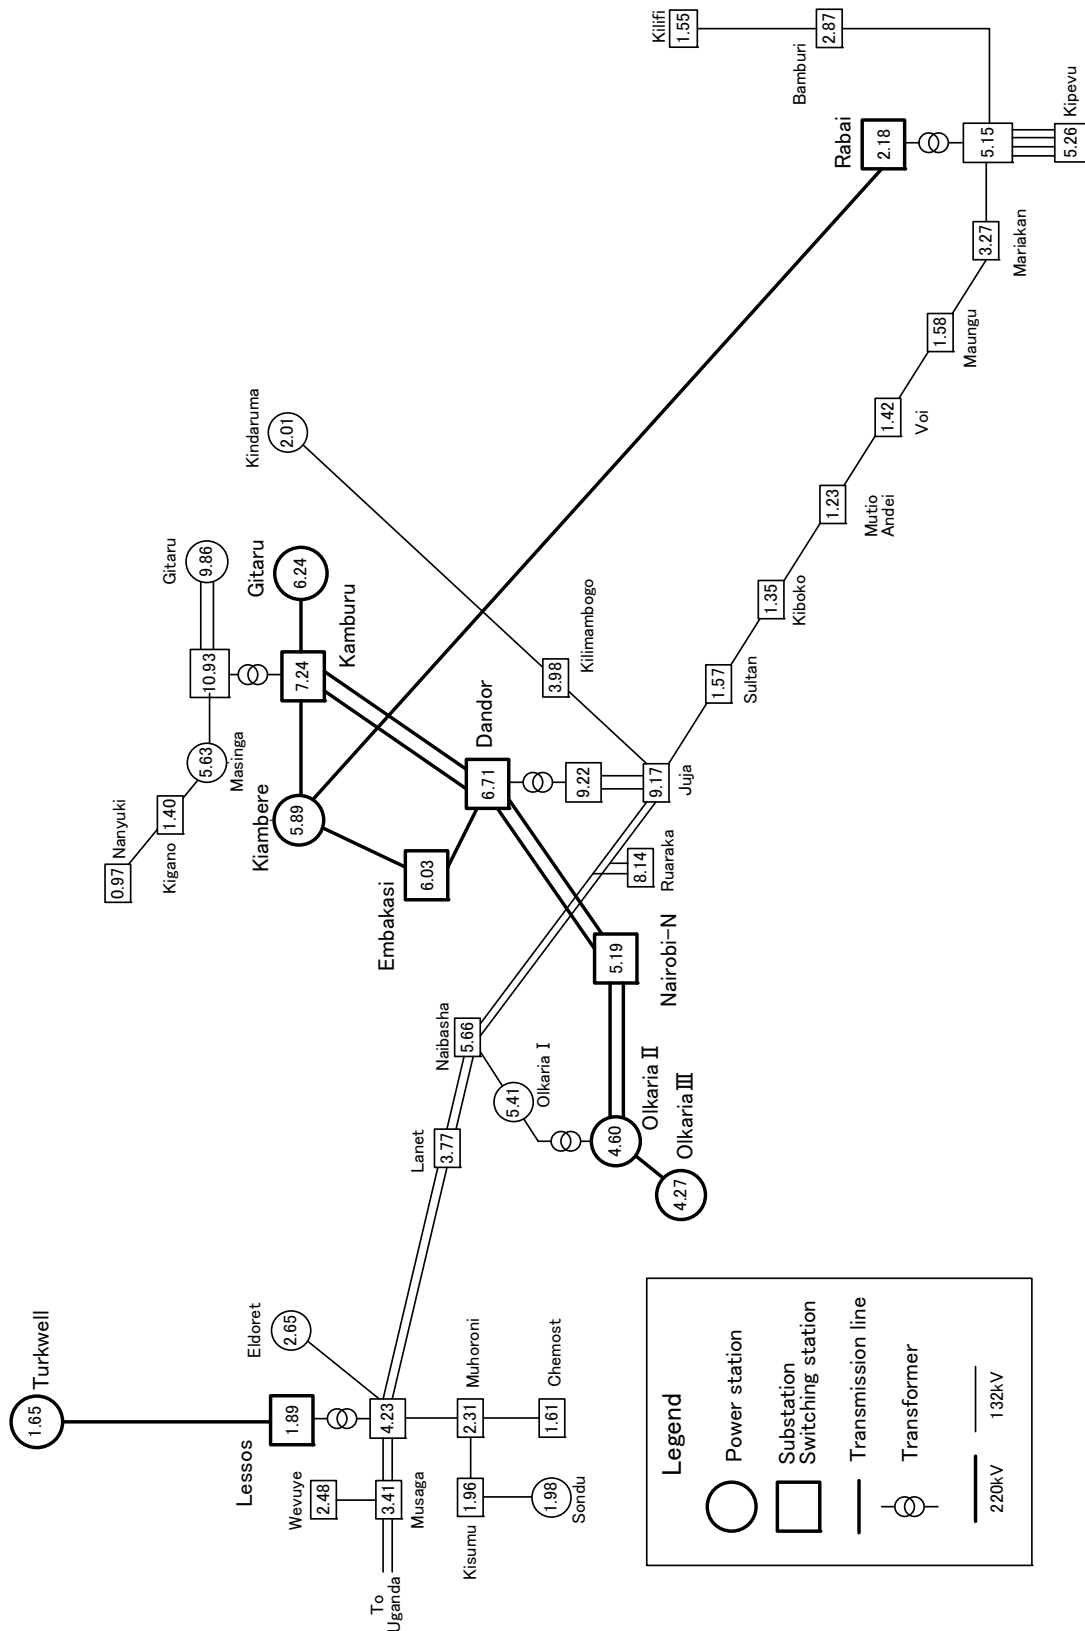 Turkwell
1.65
Lessos
1.89
Eldoret
2.65
Wevuye
2.48
4.23
3.41
Musaga
To
Uganda
Muhoroni
2.31
1.96
Kisumu
Chemost
1.61
1.98
Sondu
Lanet
3.77
Naibasha
5.66
5.41
Olkaria Ⅰ
4.60
Olkaria Ⅱ
4.27
Olkaria Ⅲ
5.19
Nairobi-N
8.14
Ruaraka
Nanyuki
0.97
1.40
Kigano
5.63
Masinga
10.93
Gitaru
9.86
Gitaru
6.24
7.24
Kamburu
Kiambere
5.89
Embakasi
6.03
Dandor
6.71
9.22
9.17
Juja
3.98
Kilimambogo
Kindaruma
2.01
1.57
Sultan
1.35
Kiboko
1.23
Mutio
Andei
1.42
Voi
1.58
Maungu
3.27
Mariakan
Rabai
2.18
5.15
5.26
Kipevu
Bamburi
2.87
Kilifi
1.55
Legend
Power station
Substation
Switching station
Transmission line
Transformer
220kV
132kV